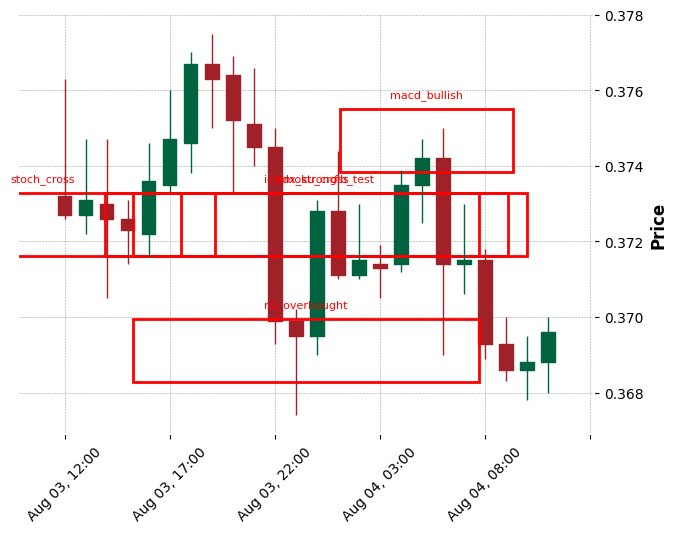 0.378
macd_bullish
0.376
0.374
stoch_cross
0.372
Price
rsi_overbought
0.370
0.368
Aug 03, 12:00
Aug 03, 17:00
Aug 03, 22:00
Aug 04, 03:00
Aug 04, 08:00